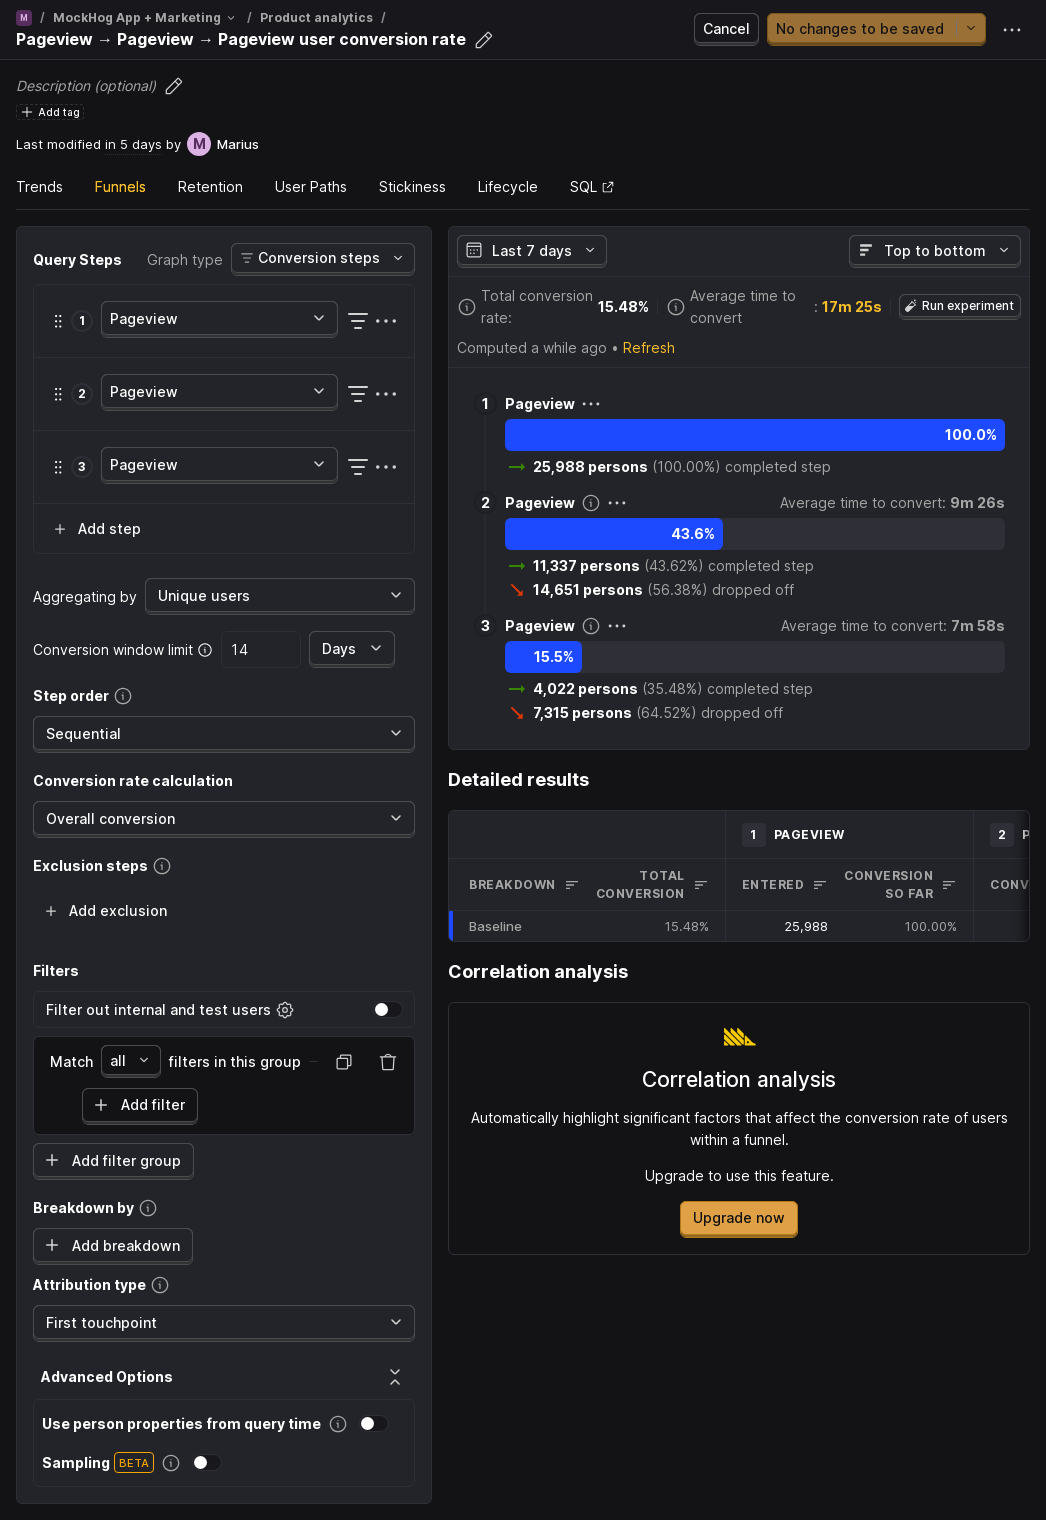 M / MockHog App + Marketing / Product analytics /
Pageview → Pageview → Pageview user conversion rate
Cancel
No changes to be saved
Description (optional)
Add tag
Last modified in 5 days by M Marius
Trends Funnels Retention User Paths Stickiness Lifecycle SQL
Query Steps Graph type Conversion steps
1 Pageview
2 Pageview
3 Pageview
Add step
Aggregating by Unique users
Conversion window limit 14 Days
Step order
Sequential
Conversion rate calculation
Overall conversion
Exclusion steps
Add exclusion
Filters
Filter out internal and test users
Match all filters in this group
Add filter
Add filter group
Breakdown by
Add breakdown
Attribution type
First touchpoint
Advanced Options
Use person properties from query time
Sampling BETA
Last 7 days
Top to bottom
Total conversion rate: 15.48%
Average time to convert : 17m 25s
Run experiment
Computed a while ago • Refresh
1 Pageview
100.0%
25,988 persons (100.00%) completed step
2 Pageview Average time to convert: 9m 26s
43.6%
11,337 persons (43.62%) completed step
14,651 persons (56.38%) dropped off
3 Pageview Average time to convert: 7m 58s
15.5%
4,022 persons (35.48%) completed step
7,315 persons (64.52%) dropped off
Detailed results
1 PAGEVIEW 2 P
BREAKDOWN TOTAL CONVERSION ENTERED CONVERSION SO FAR CONV
Baseline 15.48% 25,988 100.00%
Correlation analysis
Correlation analysis
Automatically highlight significant factors that affect the conversion rate of users
within a funnel.
Upgrade to use this feature.
Upgrade now